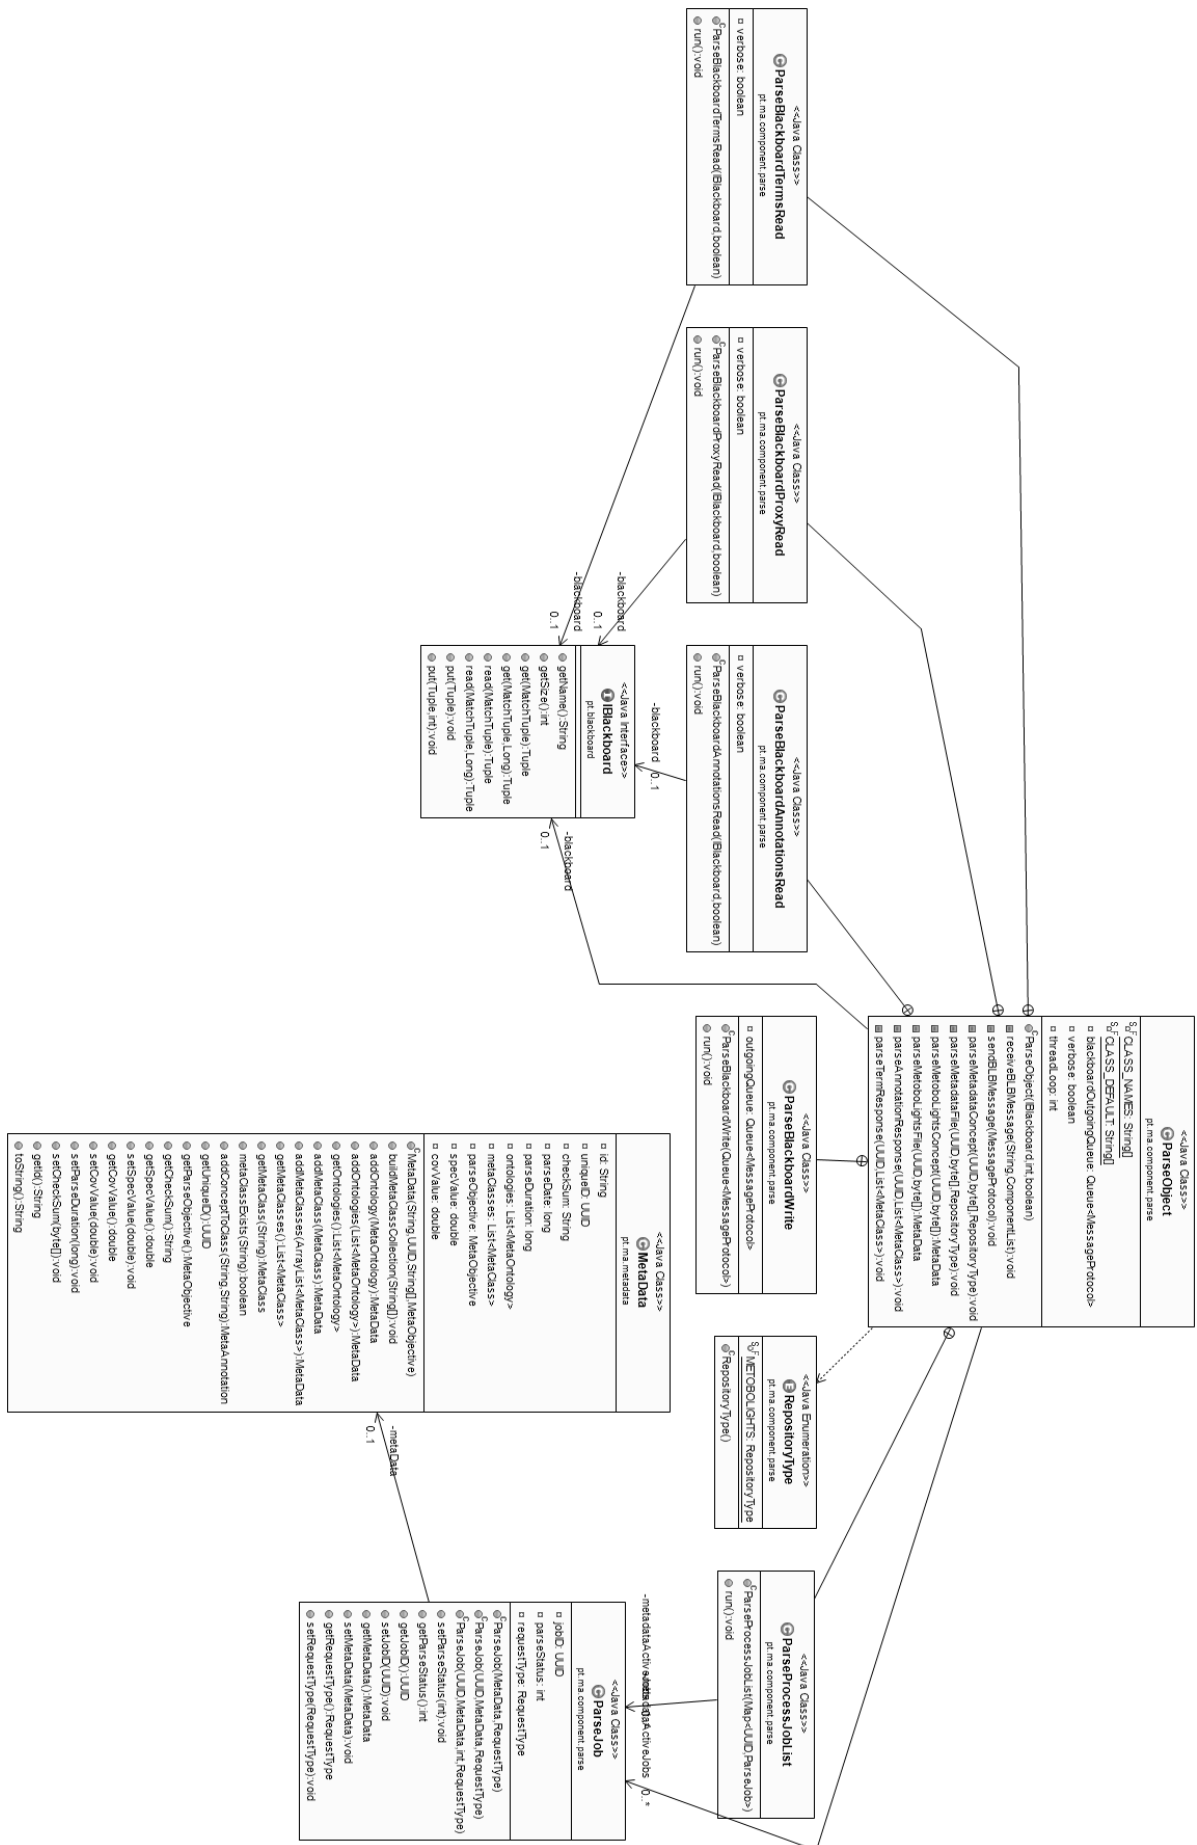 <<Java Class>>
ParseBlackboardTermsRead
pt.ma.component.parse
verbose: boolean
ParseBlackboardTermsRead(IBlackboard,boolean)
run():void
<<Java Class>>
ParseBlackboardProxyRead
pt.ma.component.parse
verbose: boolean
ParseBlackboardProxyRead(IBlackboard,boolean)
run():void
<<Java Class>>
ParseBlackboardAnnotationsRead
pt.ma.component.parse
verbose: boolean
ParseBlackboardAnnotationsRead(IBlackboard,boolean)
run():void
<<Java Class>>
ParseObject
pt.ma.component.parse
CLASS_NAMES: String[]
CLASS_DEFAULT: String[]
blackboardOutgoingQueue: Queue<MessageProtocol>
verbose: boolean
threadLoop: int
ParseObject(IBlackboard,int,boolean)
receiveBLBMessage(String,ComponentList):void
sendBLBMessage(MessageProtocol):void
parseMetadataConcept(UUID,byte[],RepositoryType):void
parseMetadataFile(UUID,byte[],RepositoryType):void
parseMetoboLightsConcept(UUID,byte[]):MetaData
parseMetoboLightsFile(UUID,byte[]):MetaData
parseAnnotationResponse(UUID,List<MetaClass>):void
parseTermResponse(UUID,List<MetaClass>):void
-blackboard
0..1
-blackboard
0..1
-blackboard
0..1
-blackboard
0..1
<<Java Interface>>
IBlackboard
pt.blackboard
getName():String
getSize():int
get(MatchTuple):Tuple
get(MatchTuple,Long):Tuple
read(MatchTuple):Tuple
read(MatchTuple,Long):Tuple
put(Tuple):void
put(Tuple,int):void
<<Java Class>>
ParseBlackboardWrite
pt.ma.component.parse
outgoingQueue: Queue<MessageProtocol>
ParseBlackboardWrite(Queue<MessageProtocol>)
run():void
<<Java Enumeration>>
RepositoryType
pt.ma.component.parse
METOBOLIGHTS: RepositoryType
RepositoryType()
<<Java Class>>
ParseProcessJobList
pt.ma.component.parse
ParseProcessJobList(Map<UUID,ParseJob>)
run():void
<<Java Class>>
MetaData
pt.ma.metadata
id: String
uniqueID: UUID
checkSum: String
parseDate: long
parseDuration: long
ontologies: List<MetaOntology>
metaClasses: List<MetaClass>
parseObjective: MetaObjective
specValue: double
covValue: double
MetaData(String,UUID,String[],MetaObjective)
buildMetaClassCollection(String[]):void
addOntology(MetaOntology):MetaData
addOntologies(List<MetaOntology>):MetaData
getOntologies():List<MetaOntology>
addMetaClass(MetaClass):MetaData
addMetaClasses(ArrayList<MetaClass>):MetaData
getMetaClasses():List<MetaClass>
getMetaClass(String):MetaClass
metaClassExists(String):boolean
addConceptToClass(String,String):MetaAnnotation
getUniqueID():UUID
getParseObjective():MetaObjective
getCheckSum():String
getSpecValue():double
setSpecValue(double):void
getCovValue():double
setCovValue(double):void
setParseDuration(long):void
setCheckSum(byte[]):void
getId():String
toString():String
-metaData
0..1
0..*
<<Java Class>>
ParseJob
pt.ma.component.parse
jobID: UUID
parseStatus: int
requestType: RequestType
ParseJob(MetaData,RequestType)
ParseJob(UUID,MetaData,RequestType)
ParseJob(UUID,MetaData,int,RequestType)
setParseStatus(int):void
getParseStatus():int
getJobID():UUID
setJobID(UUID):void
getMetaData():MetaData
setMetaData(MetaData):void
getRequestType():RequestType
setRequestType(RequestType):void